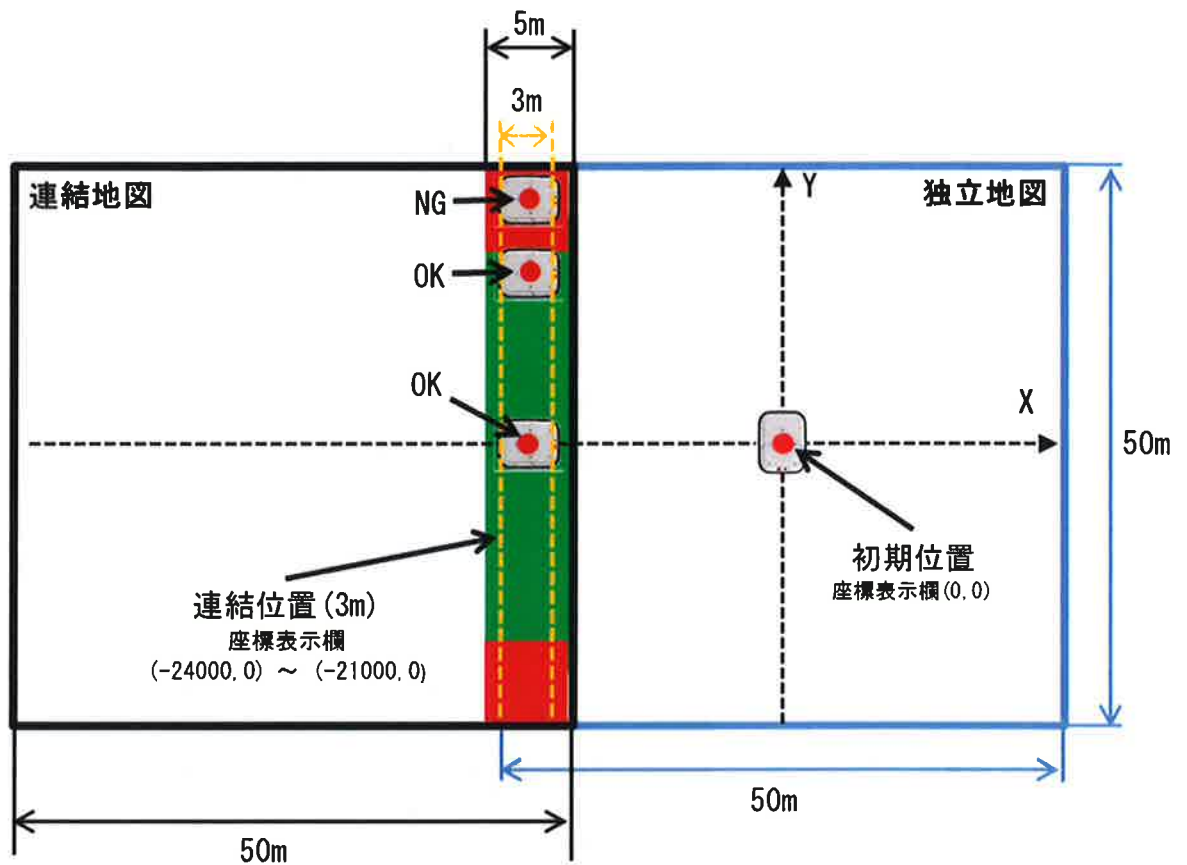 5m
3m
連結地図
NG
Y
独立地図
OK
OK
X
50m
初期位置
座標表示欄(0,0)
連結位置(3m)
座標表示欄
(-24000,0) ～ (-21000,0)
50m
50m